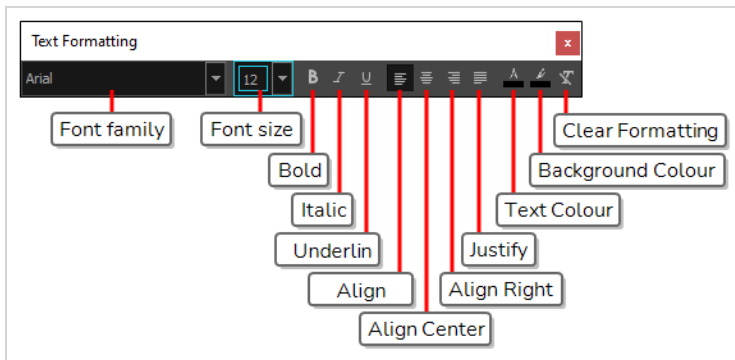 Text Formatting
x
Arial
12
B I U
A
Font family
Font size
Clear Formatting
Bold
Background Colour
Italic
Text Colour
Underlin
Justify
Align
Align Right
Align Center